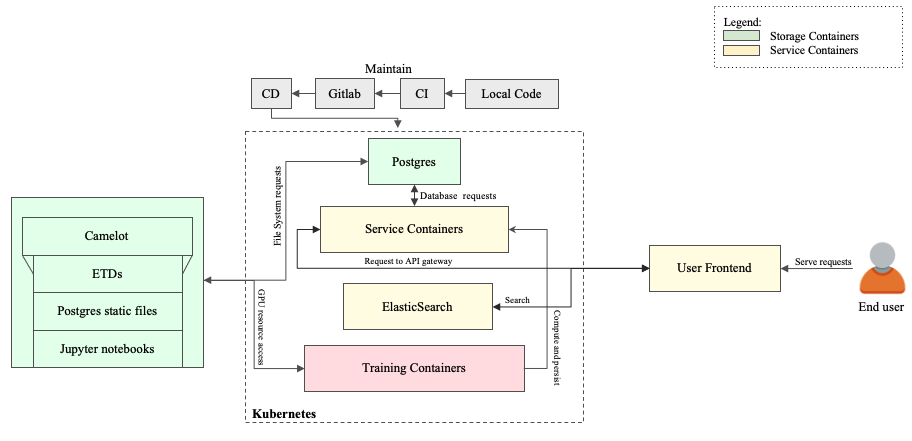 Legend:
Storage Containers
Service Containers
Maintain
CD
Gitlab
CI
Local Code
Postgres
File System requests
Database requests
Service Containers
Camelot
ETDs
Postgres static files
Jupyter notebooks
Request to API gateway
User Frontend
Serve requests
End user
GPU resource access
ElasticSearch
Search
Compute and persist
Training Containers
Kubernetes